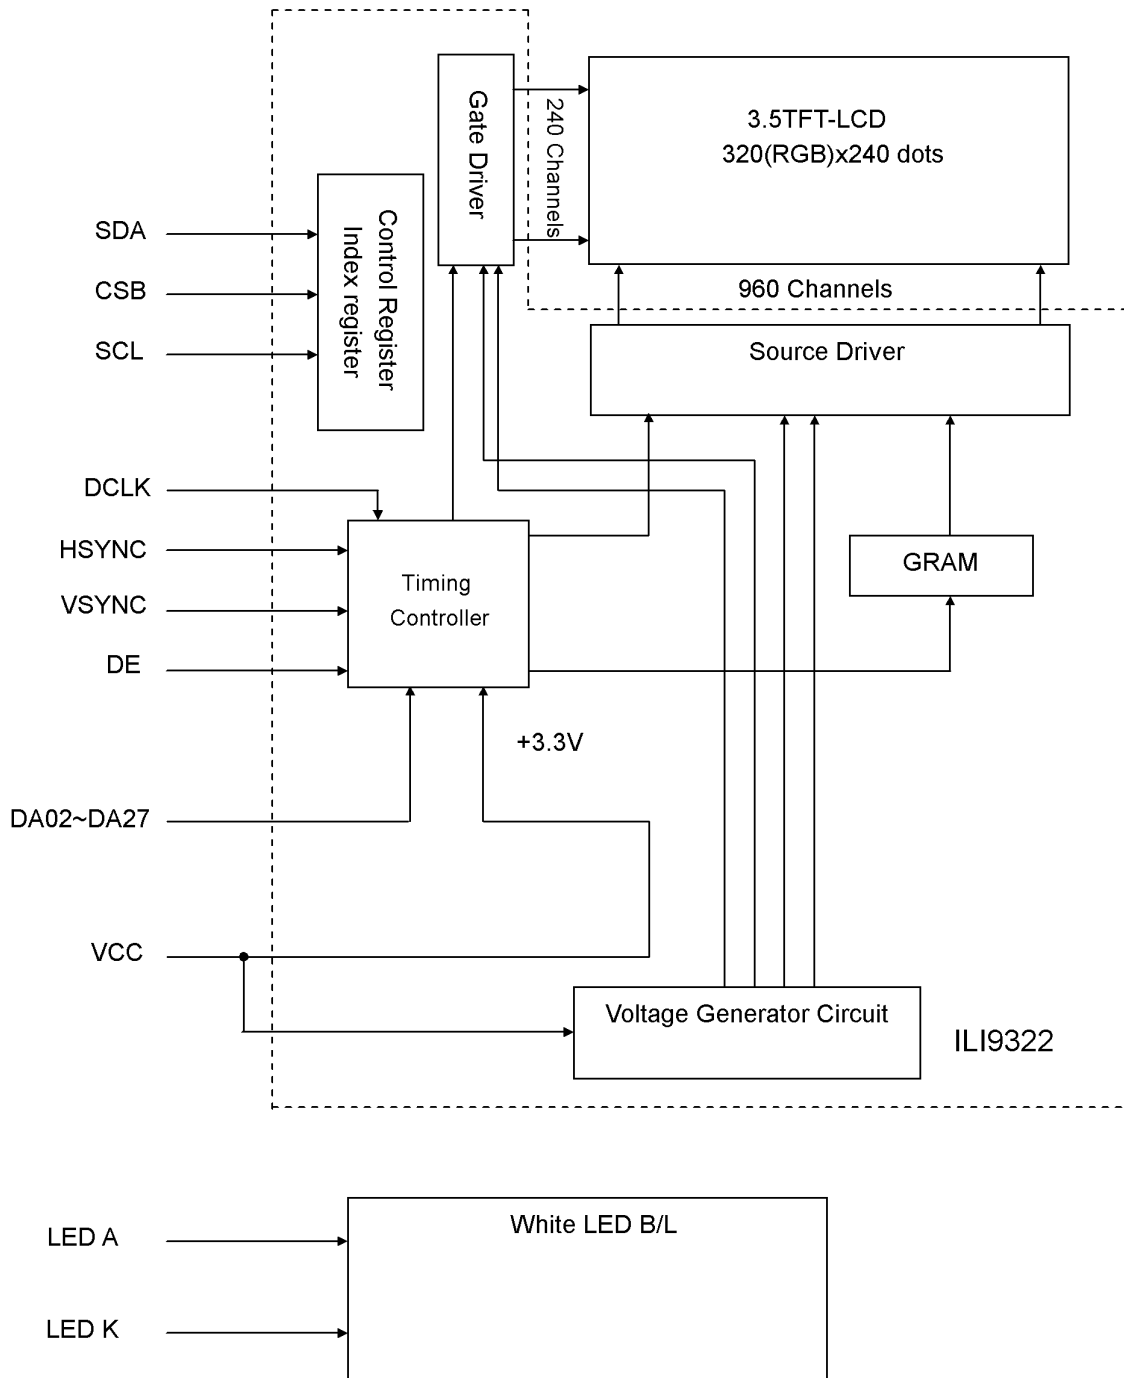 3.5TFT-LCD
320(RGB)x240 dots
Gate Driver
240 Channels
Control Register
Index register
SDA
CSB
SCL
960 Channels
Source Driver
DCLK
HSYNC
VSYNC
DE
Timing
Controller
GRAM
+3.3V
DA02~DA27
VCC
Voltage Generator Circuit
ILI9322
White LED B/L
LED A
LED K